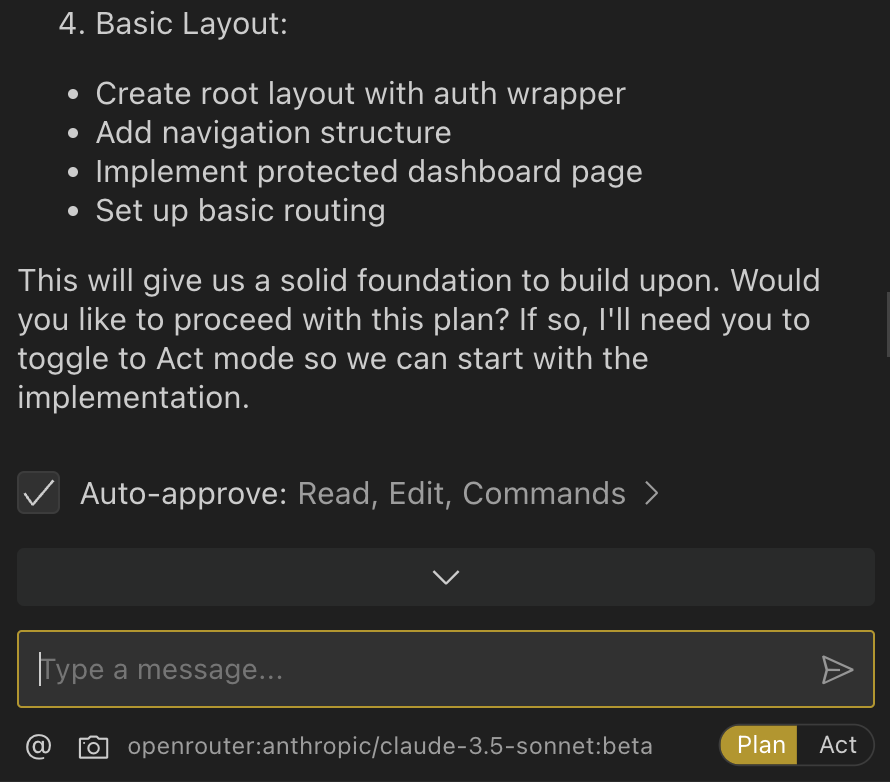 4. Basic Layout:
• Create root layout with auth wrapper
• Add navigation structure
• Implement protected dashboard page
• Set up basic routing
This will give us a solid foundation to build upon. Would
you like to proceed with this plan? If so, I'll need you to
toggle to Act mode so we can start with the
implementation.
Auto-approve: Read, Edit, Commands >
Type a message...
@ openrouter:anthropic/claude-3.5-sonnet:beta Plan Act